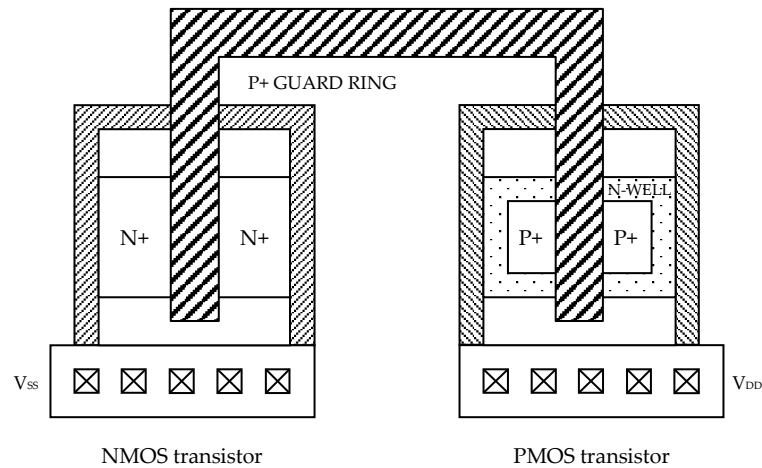 P+ GUARD RING
N-WELL
N+ N+ P+ P+
VSS VDD
NMOS transistor PMOS transistor